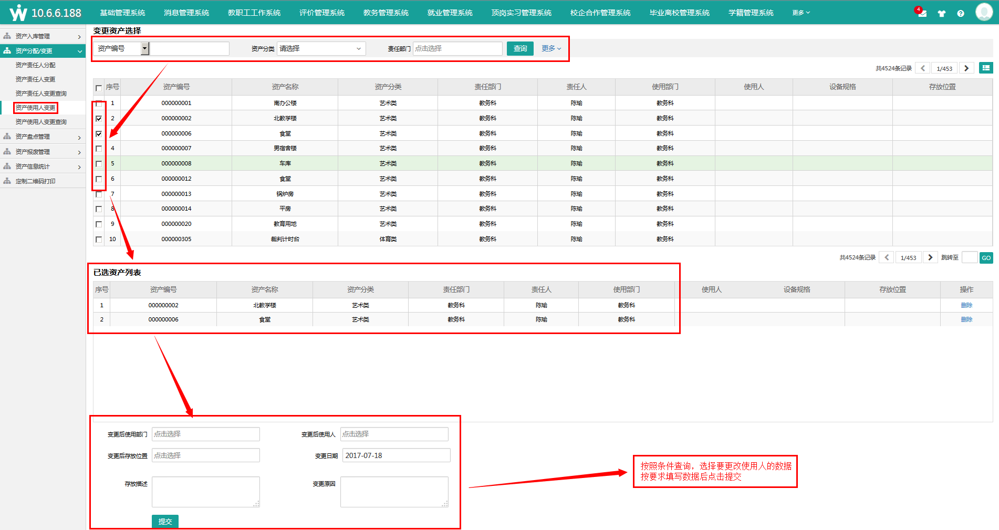 10.6.6.188 基础管理系统 消息管理系统 教职工工作系统 评价管理系统 教务管理系统 就业管理系统 顶岗实习管理系统 校企合作管理系统 毕业离校管理系统 学籍管理系统 更多 4
资产入库管理
资产分配/变更
资产责任人分配
资产责任人变更
资产责任人变更查询
资产使用人变更
资产使用人变更查询
资产盘点管理
资产报废管理
资产信息统计
定制二维码打印
变更资产选择
资产编号 资产分类 请选择 责任部门 点击选择 查询 更多
共4524条记录 1/453
序号 资产编号 资产名称 资产分类 责任部门 责任人 使用部门 使用人 设备规格 存放位置
1 000000001 南办公楼 艺术类 教务科 陈瑜 教务科
2 000000002 北教学楼 艺术类 教务科 陈瑜 教务科
000000006 食堂 艺术类 教务科 陈瑜 教务科
4 000000007 男宿舍楼 艺术类 教务科 陈瑜 教务科
5 000000008 车库 艺术类 教务科 陈瑜 教务科
6 000000012 食堂 艺术类 教务科 陈瑜 教务科
7 000000013 锅炉房 艺术类 教务科 陈瑜 教务科
8 000000014 平房 艺术类 教务科 陈瑜 教务科
9 000000020 教育用地 艺术类 教务科 陈瑜 教务科
10 000000305 裁判计时台 体育类 教务科 陈瑜 教务科
共4524条记录 1/453 跳转至 GO
已选资产列表
序号 资产编号 资产名称 资产分类 责任部门 责任人 使用部门 使用人 设备规格 存放位置 操作
1 000000002 北教学楼 艺术类 教务科 陈瑜 教务科 删除
2 000000006 食堂 艺术类 教务科 陈瑜 教务科 删除
变更后使用部门 点击选择 变更后使用人 点击选择
变更后存放位置 点击选择 变更日期 2017-07-18
存放描述 变更原因
提交
按照条件查询，选择要更改使用人的数据
按要求填写数据后点击提交